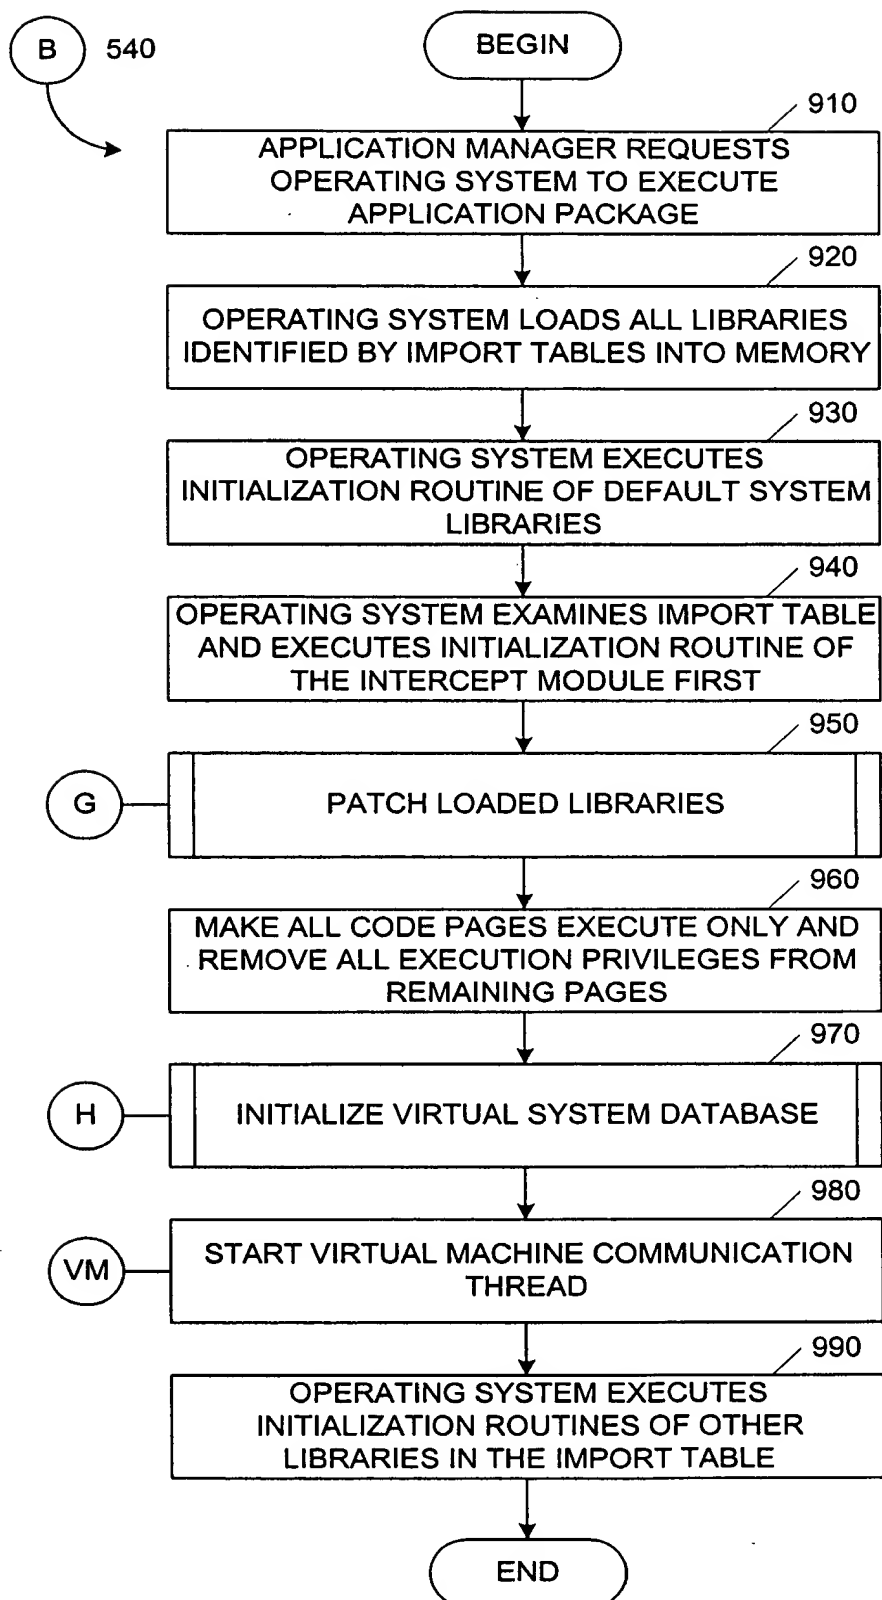 B
540
BEGIN
910
APPLICATION MANAGER REQUESTS
OPERATING SYSTEM TO EXECUTE
APPLICATION PACKAGE
920
OPERATING SYSTEM LOADS ALL LIBRARIES
IDENTIFIED BY IMPORT TABLES INTO MEMORY
930
OPERATING SYSTEM EXECUTES
INITIALIZATION ROUTINE OF DEFAULT SYSTEM
LIBRARIES
940
OPERATING SYSTEM EXAMINES IMPORT TABLE
AND EXECUTES INITIALIZATION ROUTINE OF
THE INTERCEPT MODULE FIRST
950
G
PATCH LOADED LIBRARIES
960
MAKE ALL CODE PAGES EXECUTE ONLY AND
REMOVE ALL EXECUTION PRIVILEGES FROM
REMAINING PAGES
970
H
INITIALIZE VIRTUAL SYSTEM DATABASE
980
VM
START VIRTUAL MACHINE COMMUNICATION
THREAD
990
OPERATING SYSTEM EXECUTES
INITIALIZATION ROUTINES OF OTHER
LIBRARIES IN THE IMPORT TABLE
END